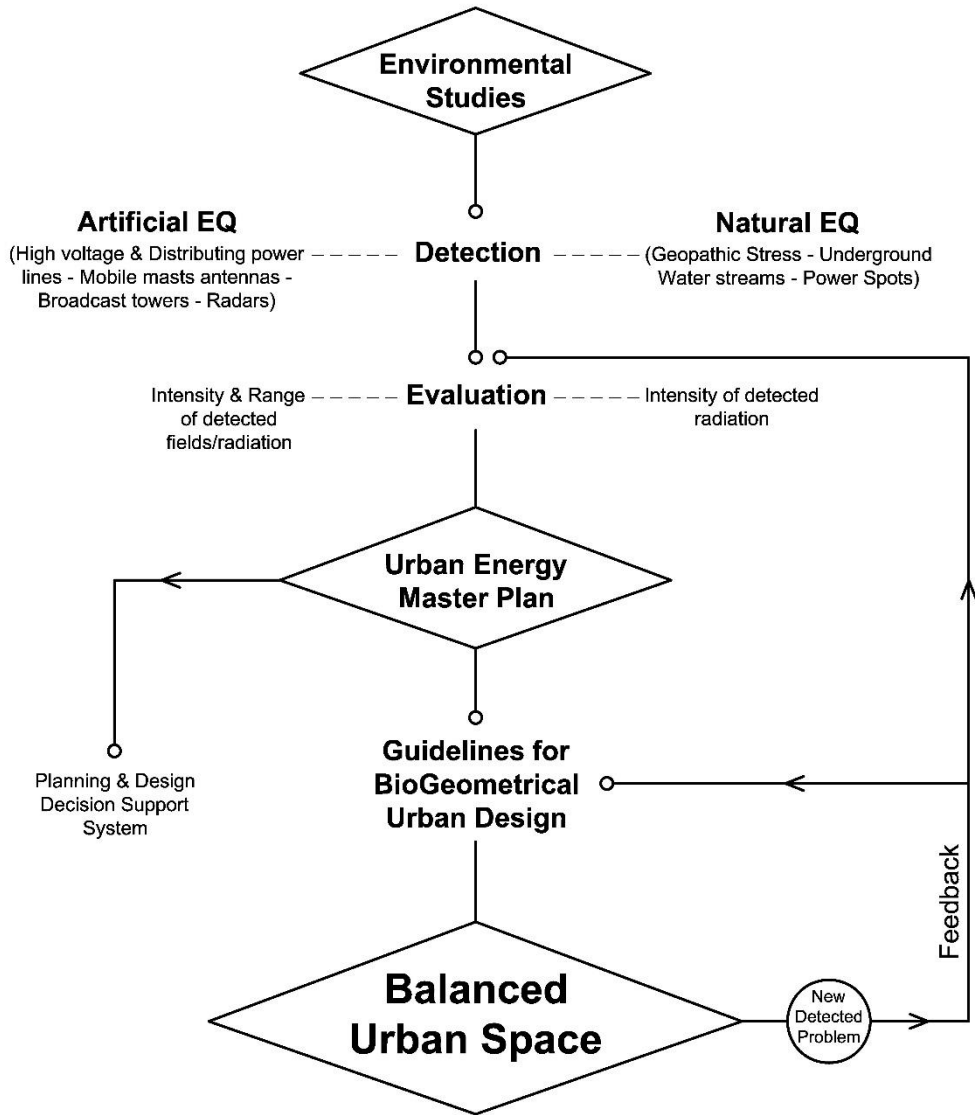 Environmental
Studies
Artificial EQ
(High voltage & Distributing power
lines - Mobile masts antennas -
Broadcast towers - Radars)
Detection
Natural EQ
(Geopathic Stress - Underground
Water streams - Power Spots)
Intensity & Range
of detected
fields/radiation
Evaluation
Intensity of detected
radiation
Urban Energy
Master Plan
Planning & Design
Decision Support
System
Guidelines for
BioGeometrical
Urban Design
Feedback
Balanced
Urban Space
New
Detected
Problem